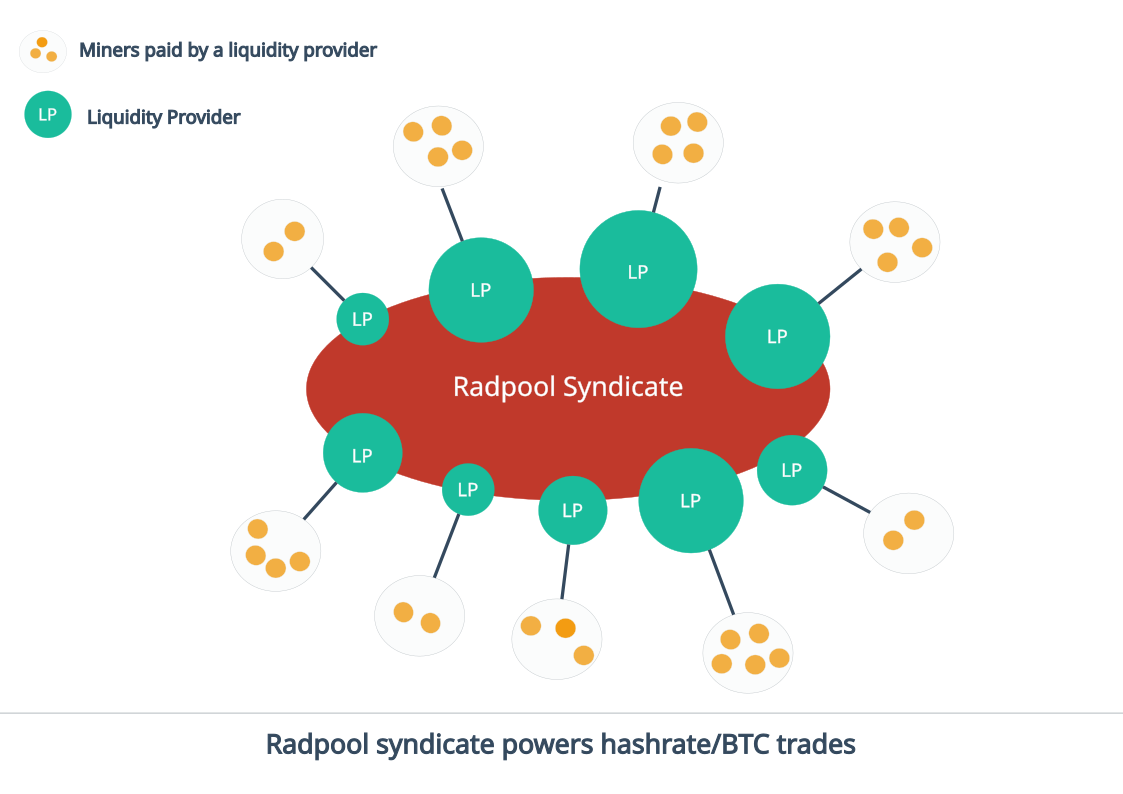 Miners paid by a liquidity provider
LP
Liquidity Provider
LP
LP
LP
LP
Radpool Syndicate
LP
LP
LP
LP
LP
Radpool syndicate powers hashrate/BTC trades